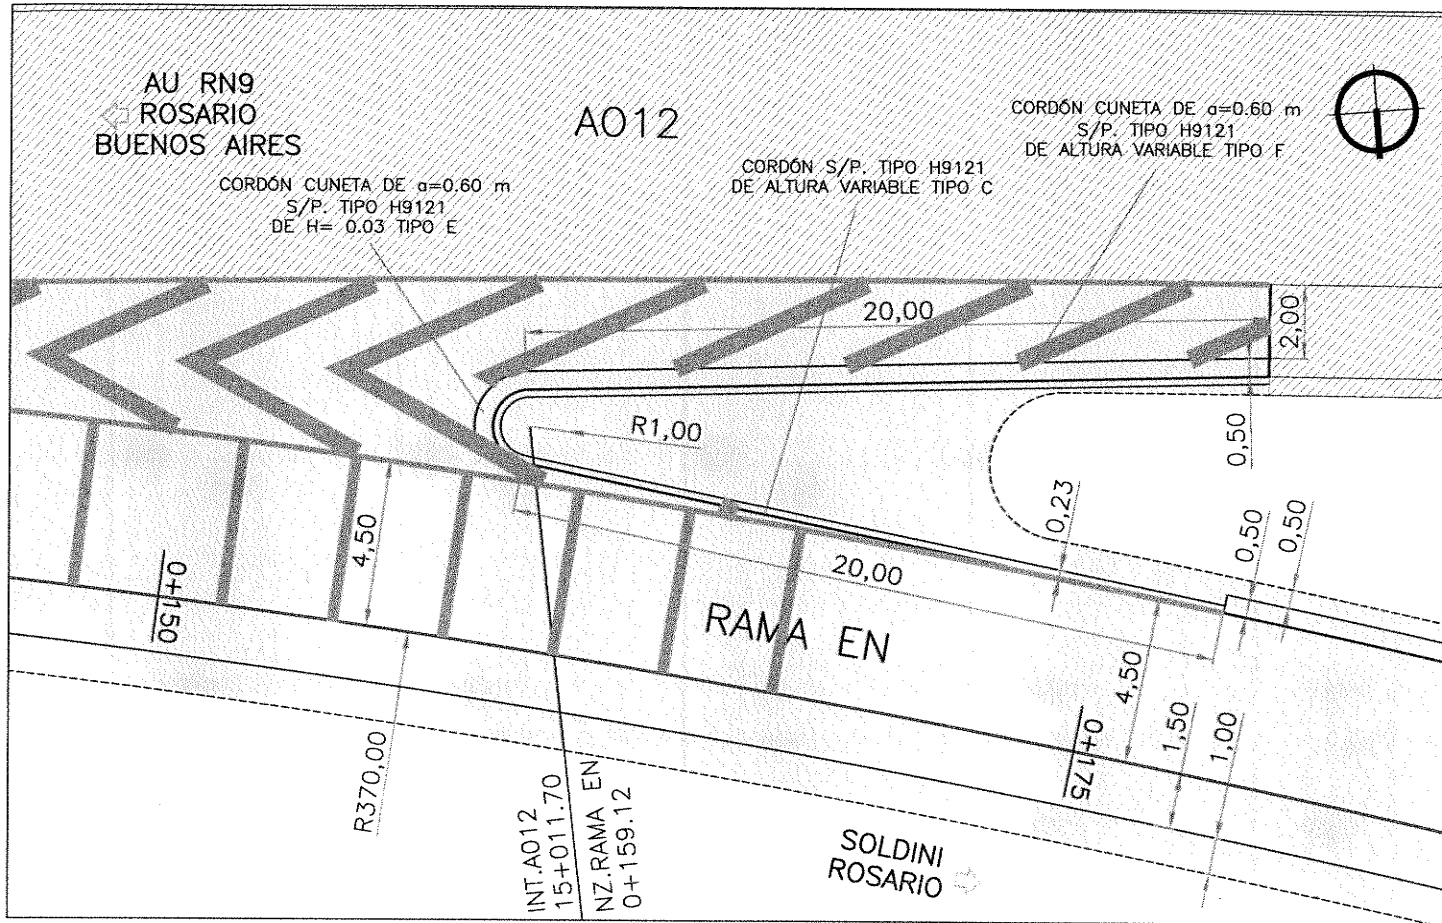 AU RN9
ROSARIO
BUENOS AIRES
AO12
CORDÓN CUNETA DE a=0.60 m
S/P. TIPO H9121
DE ALTURA VARIABLE TIPO F
CORDÓN S/P. TIPO H9121
DE ALTURA VARIABLE TIPO C
CORDÓN CUNETA DE a=0.60 m
S/P. TIPO H9121
DE H= 0.03 TIPO E
20,00
2,00
R1,00
0,50
0,23
0,50
0,50
4,50
20,00
0+150
RAMA EN
4,50
1,50
1,00
0+175
R370,00
INT.A012
15+011.70
NZ.RAMA EN
0+159.12
SOLDINI
ROSARIO